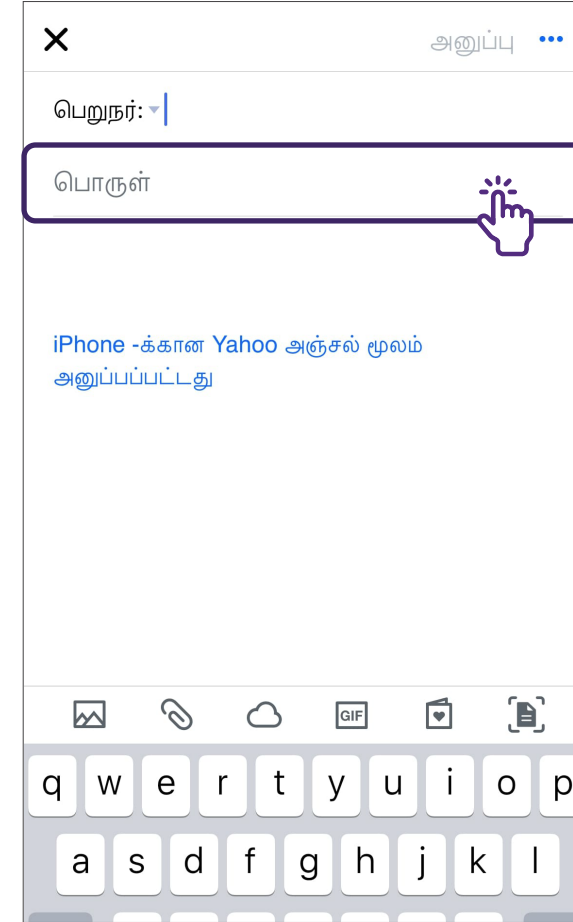 அனுப்பு
பெறுநர்:
பொருள்
iPhone -க்கான Yahoo அஞ்சல் மூலம்
அனுப்பப்பட்டது
GIF
q w e r t y u i o p
a s d f g h j k l